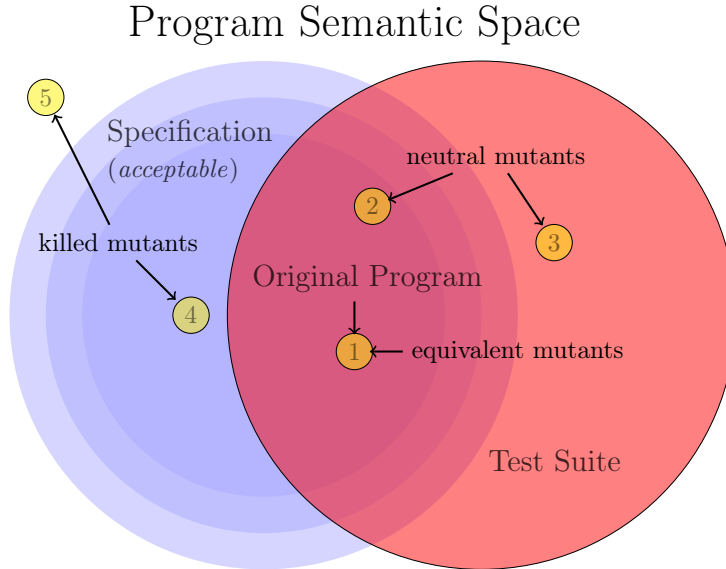 Program Semantic Space
5
Specification
(acceptable)
neutral mutants
2
3
killed mutants
Original Program
4
1
equivalent mutants
Test Suite